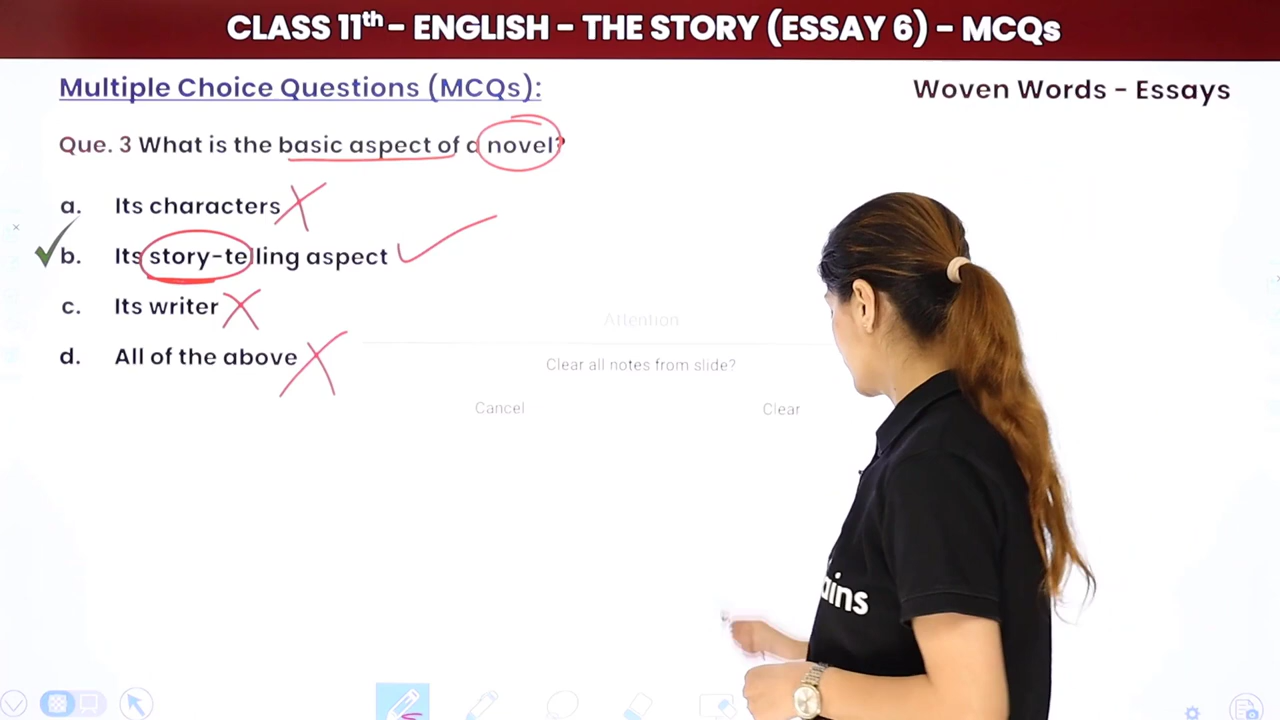 CLASS 11th - ENGLISH - THE STORY (ESSAY 6) - MCQs
Multiple Choice Questions (MCQs):
Woven Words - Essays
Que. 3 What is the basic aspect of a novel?
a. Its characters
b. Its story-telling aspect
c. Its writer
d. All of the above
Attention
Clear all notes from slide?
Cancel
Clear
ains